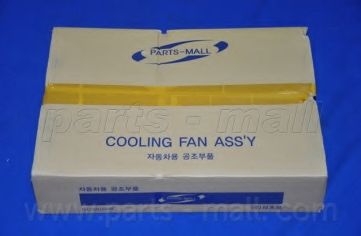 PARTS-MALL
parts - mall
COOLING FAN ASS'Y
자동차용 공조부품
www.parts-mall.com